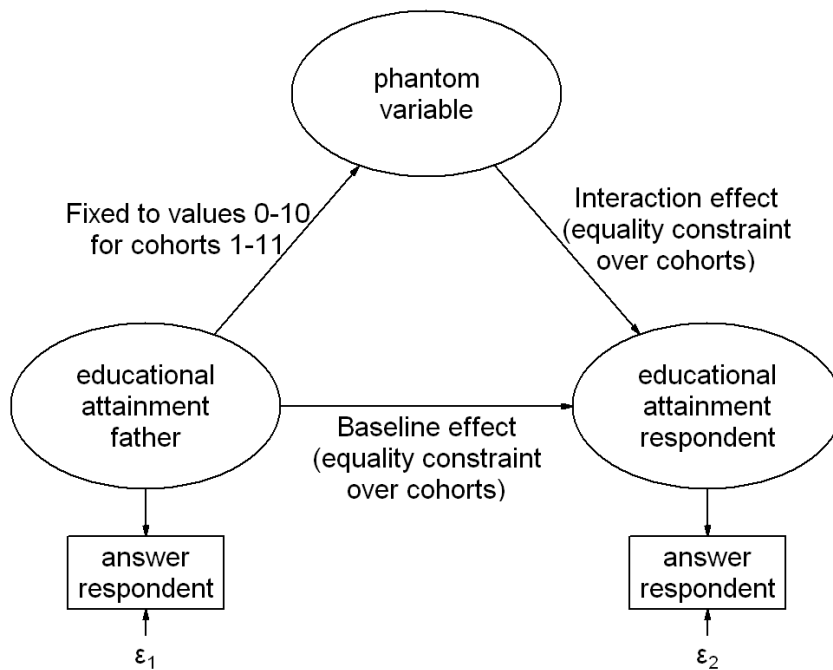 phantom
variable
Fixed to values 0-10
for cohorts 1-11
Interaction effect
(equality constraint
over cohorts)
educational
attainment
father
Baseline effect
(equality constraint
over cohorts)
educational
attainment
respondent
answer
respondent
answer
respondent
ε₁
ε₂